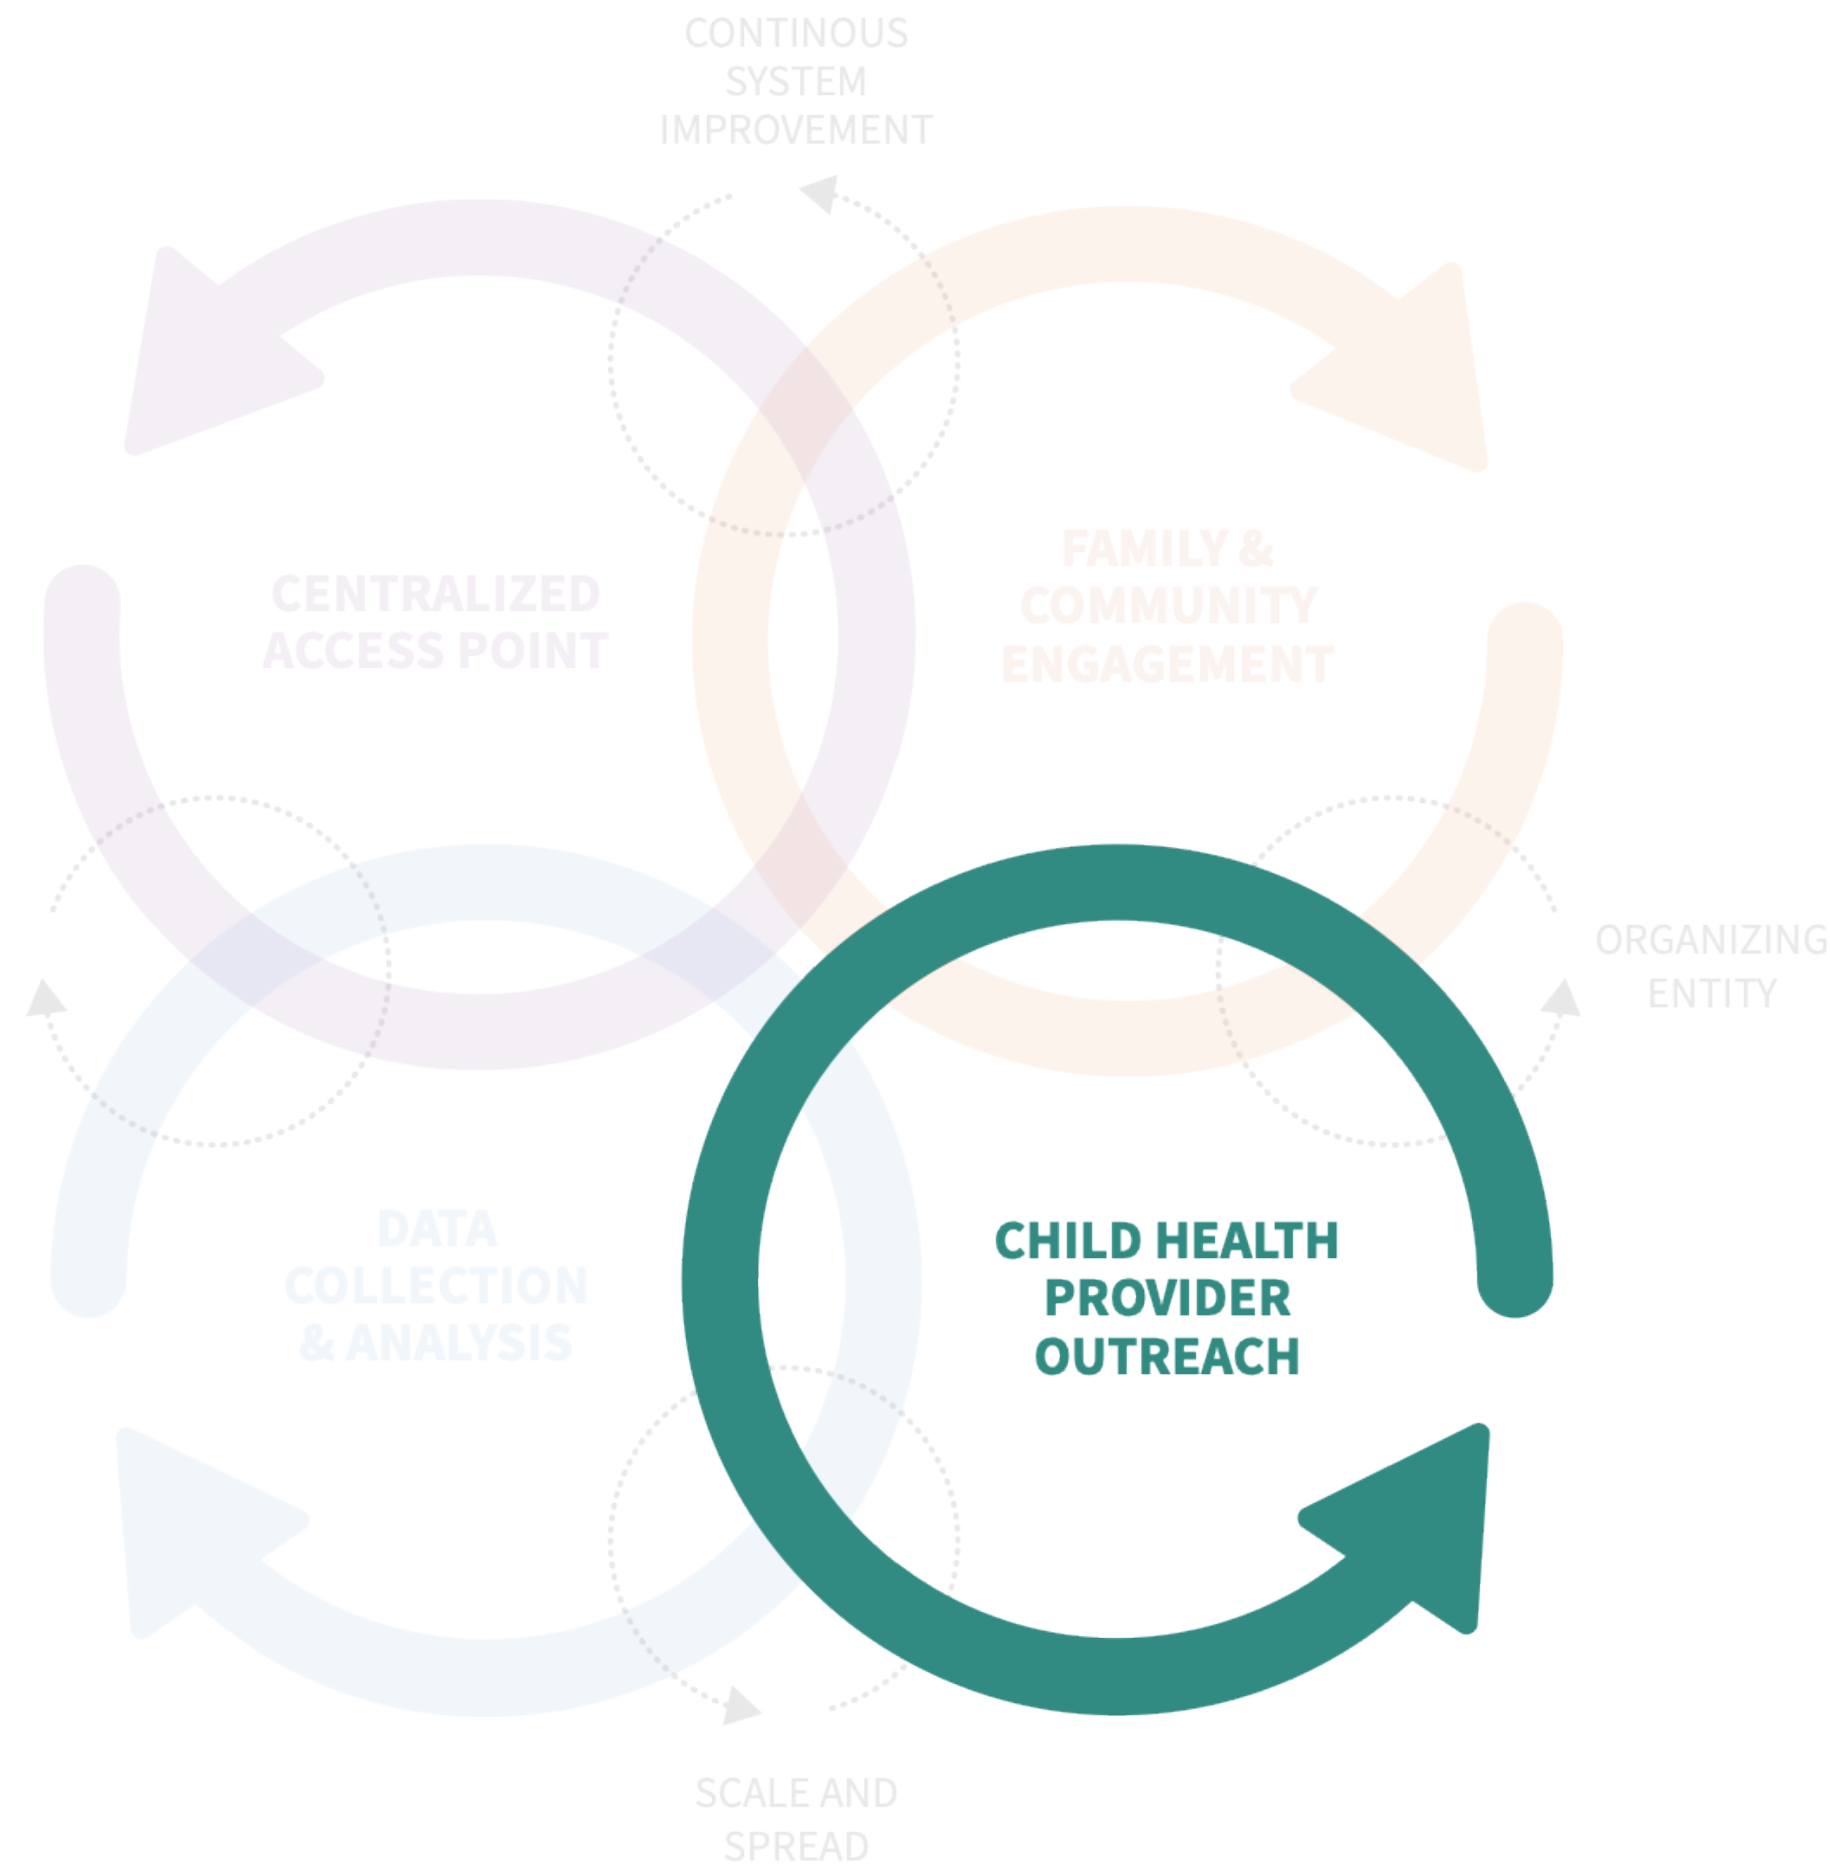 CONTINOUS
SYSTEM
IMPROVEMENT
CENTRALIZED
ACCESS POINT
FAMILY &
COMMUNITY
ENGAGEMENT
ORGANIZING
ENTITY
DATA
COLLECTION
& ANALYSIS
CHILD HEALTH
PROVIDER
OUTREACH
SCALE AND
SPREAD